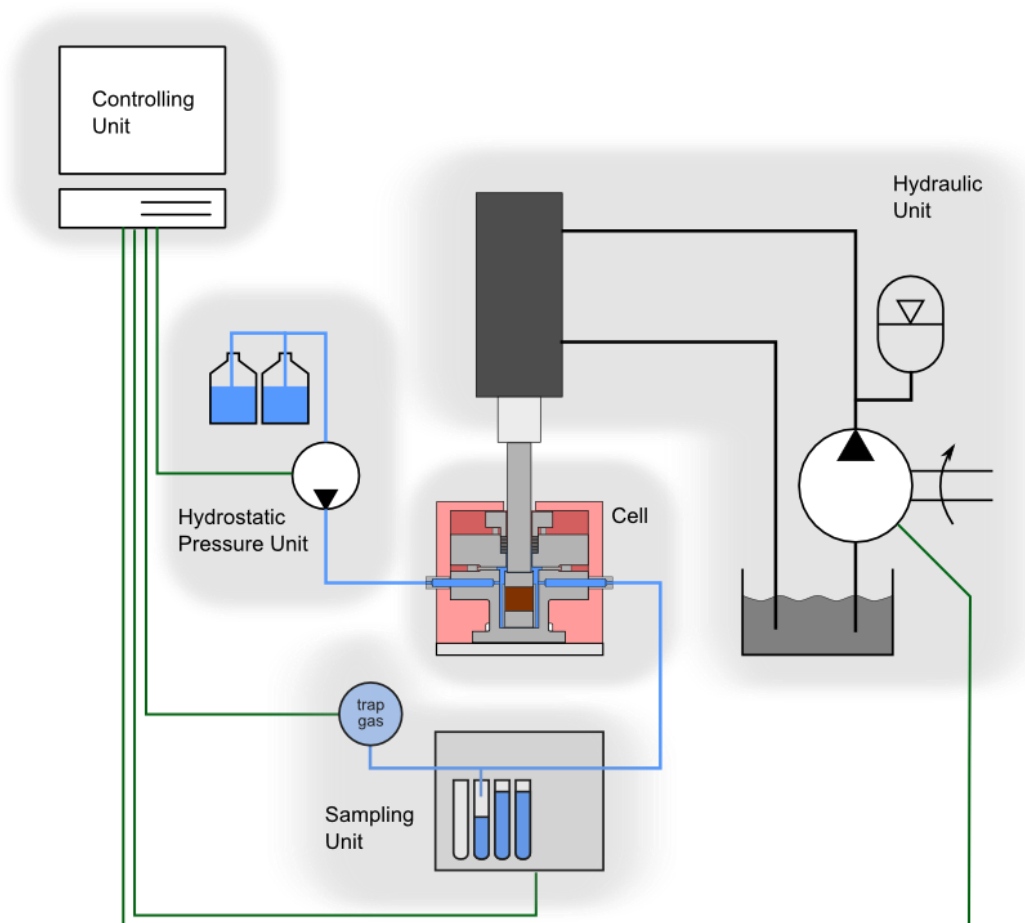 Controlling
Unit
Hydraulic
Unit
Hydrostatic
Pressure Unit
Cell
trap
gas
Sampling
Unit